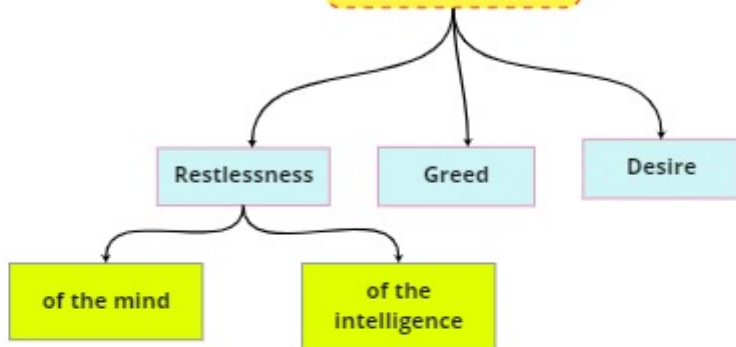 Restlessness
Greed
Desire
of the mind
of the
intelligence